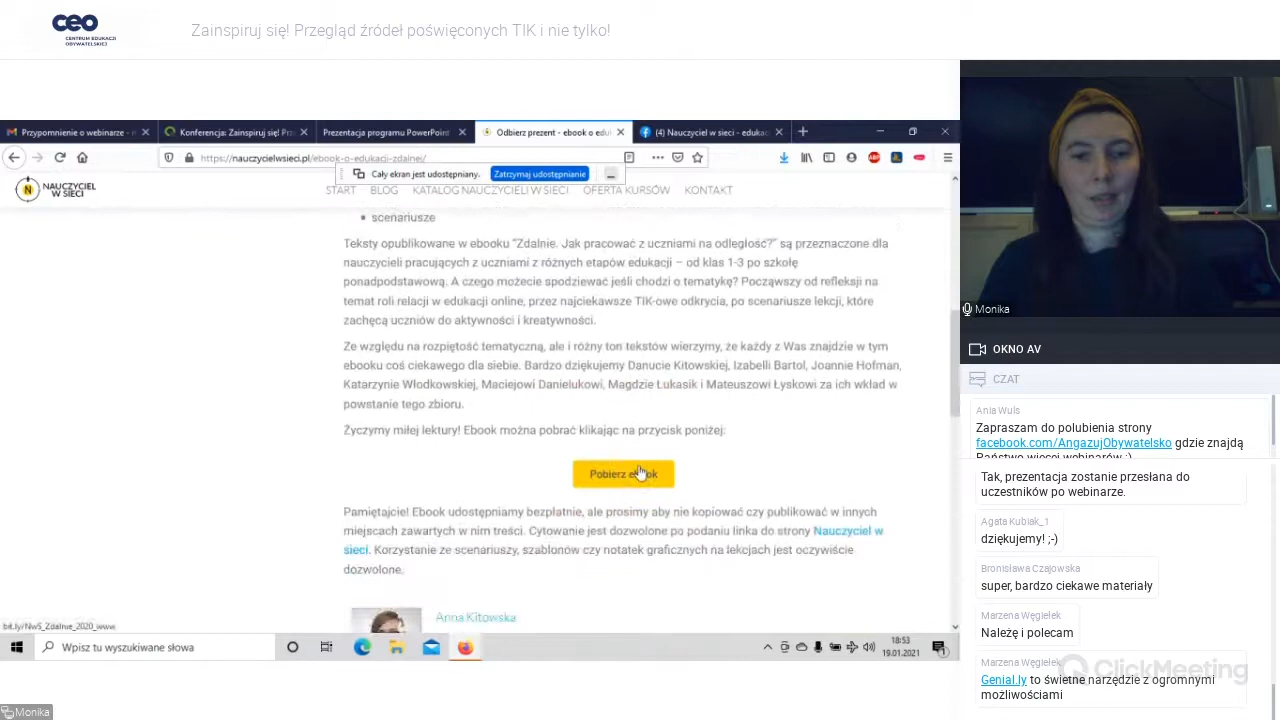 ceo
CENTRUM EDUKACJI
OBYWATELSKIEJ
Zainspiruj się! Przegląd źródeł poświęconych TIK i nie tylko!
Przypomnienie o webinarze -
Konferencja: Zainspiruj się! Prz
Prezentacja programu PowerPoint
Odbierz prezent - ebook o edu
(4) Nauczyciel w sieci - edukac
https://nauczycielwsieci.pl/ebook-o-edukacji-zdalnej/
Cały ekran jest udostępniany.
Zatrzymaj udostępnianie
ABP
N
NAUCZYCIEL
W SIECI
START
BLOG
KATALOG NAUCZYCIELI W SIECI
OFERTA KURSÓW
KONTAKT
scenariusze
Teksty opublikowane w ebooku "Zdalnie. Jak pracować z uczniami na odległość?" są przeznaczone dla
nauczycieli pracujących z uczniami z różnych etapów edukacji – od klas 1-3 po szkołę
ponadpodstawową. A czego możecie spodziewać jeśli chodzi o tematykę? Począwszy od refleksji na
temat roli relacji w edukacji online, przez najciekawsze TIK-owe odkrycia, po scenariusze lekcji, które
zachęcą uczniów do aktywności i kreatywności.
Ze względu na rozpiętość tematyczną, ale i różny ton tekstów wierzymy, że każdy z Was znajdzie w tym
ebooku coś ciekawego dla siebie. Bardzo dziękujemy Danucie Kitowskiej, Izabelli Bartol, Joannie Hofman,
Katarzynie Włodkowskiej, Maciejowi Danielukowi, Magdzie Łukasik i Mateuszowi Łyskowi za ich wkład w
powstanie tego zbioru.
Życzymy miłej lektury! Ebook można pobrać klikając na przycisk poniżej:
Pobierz ebook
Pamiętajcie! Ebook udostępniamy bezpłatnie, ale prosimy aby nie kopiować czy publikować w innych
miejscach zawartych w nim treści. Cytowanie jest dozwolone po podaniu linka do strony Nauczyciel w
sieci. Korzystanie ze scenariuszy, szablonów czy notatek graficznych na lekcjach jest oczywiście
dozwolone.
Anna Kitowska
bit.ly/NwS_Zdalnie_2020_www
Wpisz tu wyszukiwane słowa
18:53
19.01.2021
1
Monika
Monika
OKNO AV
CZAT
Ania Wuls
Zapraszam do polubienia strony
facebook.com/AngazujObywatelsko gdzie znajdą
Państwo więcej webinarów :)
Tak, prezentacja zostanie przesłana do
uczestników po webinarze.
Agata Kubiak_1
dziękujemy! ;-)
Bronisława Czajowska
super, bardzo ciekawe materiały
Marzena Węglełek
Należę i polecam
Marzena Węglełek
Genial.ly to świetne narzędzie z ogromnymi
możliwościami
ClickMeeting